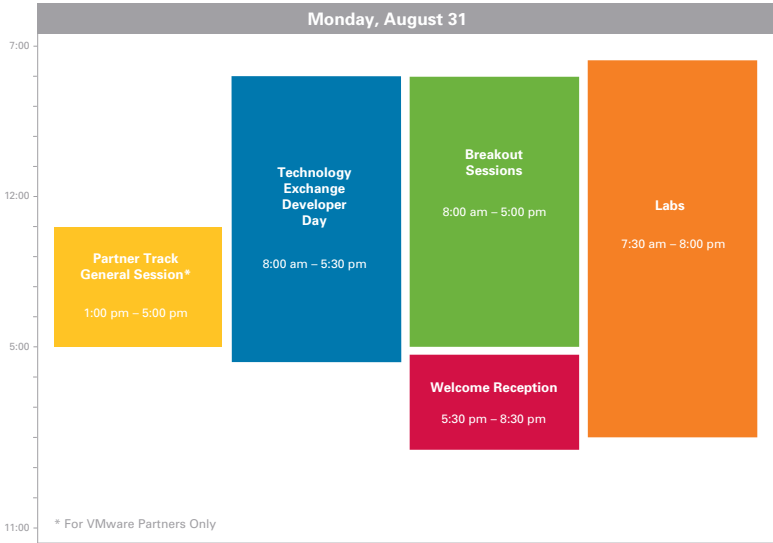 Monday, August 31
7:00
12:00
5:00
11:00
Partner Track
General Session*
1:00 pm – 5:00 pm
Technology
Exchange
Developer
Day
8:00 am – 5:30 pm
Breakout
Sessions
8:00 am – 5:00 pm
Welcome Reception
5:30 pm – 8:30 pm
Labs
7:30 am – 8:00 pm
* For VMware Partners Only